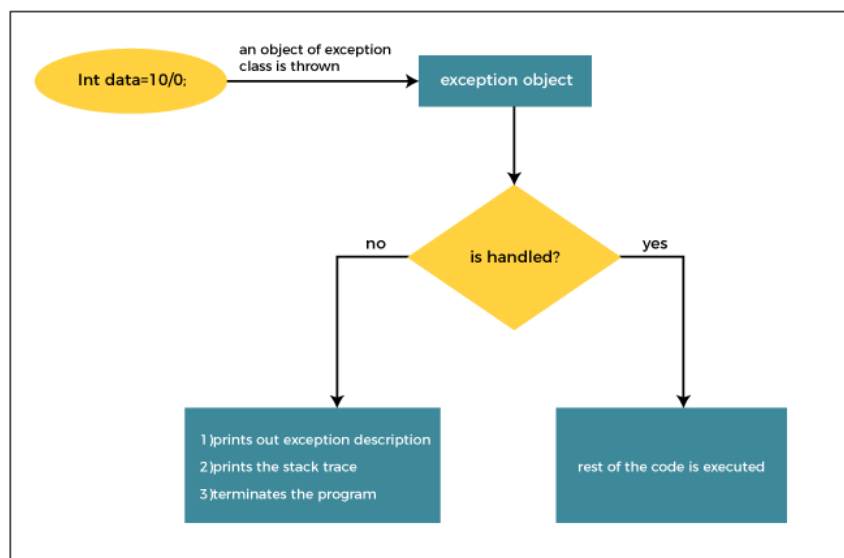 Int data=10/0;
an object of exception
class is thrown
exception object
is handled?
no
yes
1)prints out exception description
2)prints the stack trace
3)terminates the program
rest of the code is executed